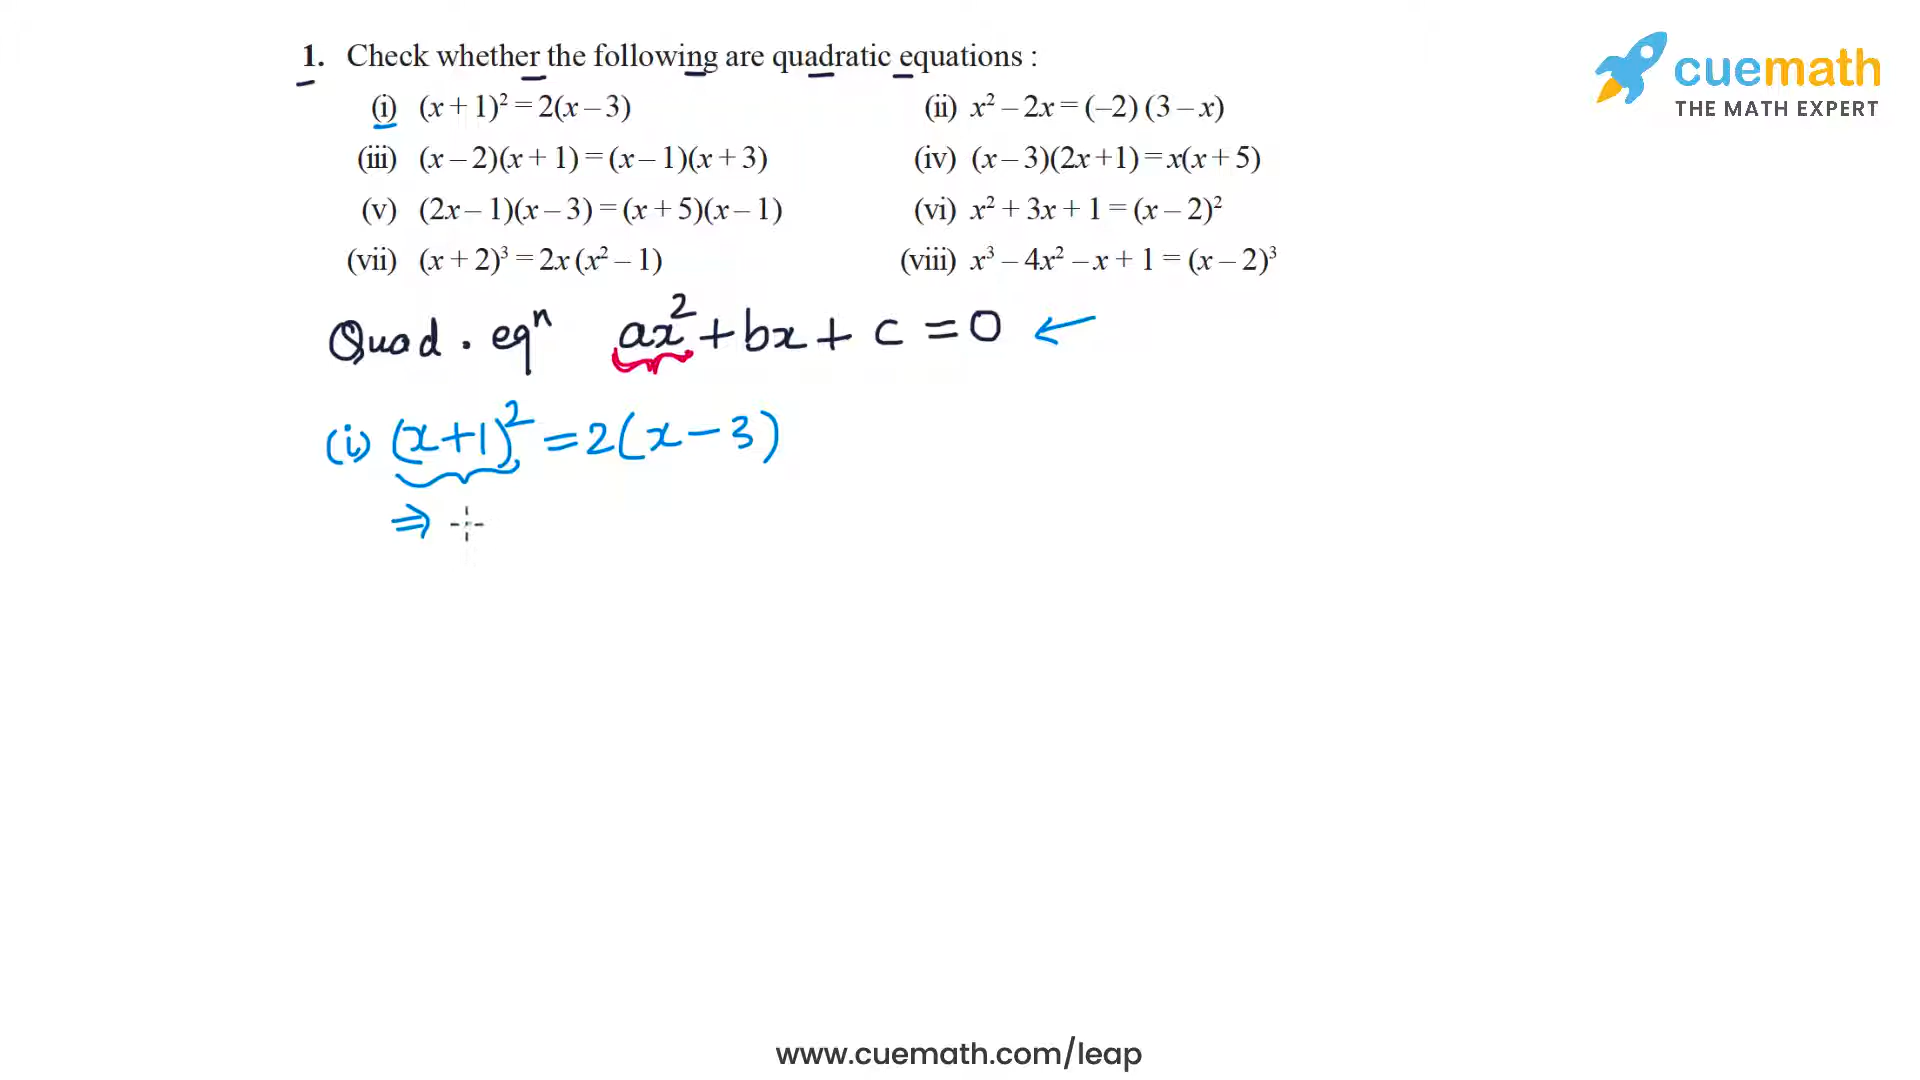 1. Check whether the following are quadratic equations :
(i) (x + 1)² = 2(x – 3) (ii) x² – 2x = (–2) (3 – x)
(iii) (x – 2)(x + 1) = (x – 1)(x + 3) (iv) (x – 3)(2x +1) = x(x + 5)
(v) (2x – 1)(x – 3) = (x + 5)(x – 1) (vi) x² + 3x + 1 = (x – 2)²
(vii) (x + 2)³ = 2x (x² – 1) (viii) x³ – 4x² – x + 1 = (x – 2)³
cuemath
THE MATH EXPERT
Quad. eqⁿ ax² + bx + c = 0 ←
(i) (x+1)² = 2(x – 3)
⇒
www.cuemath.com/leap